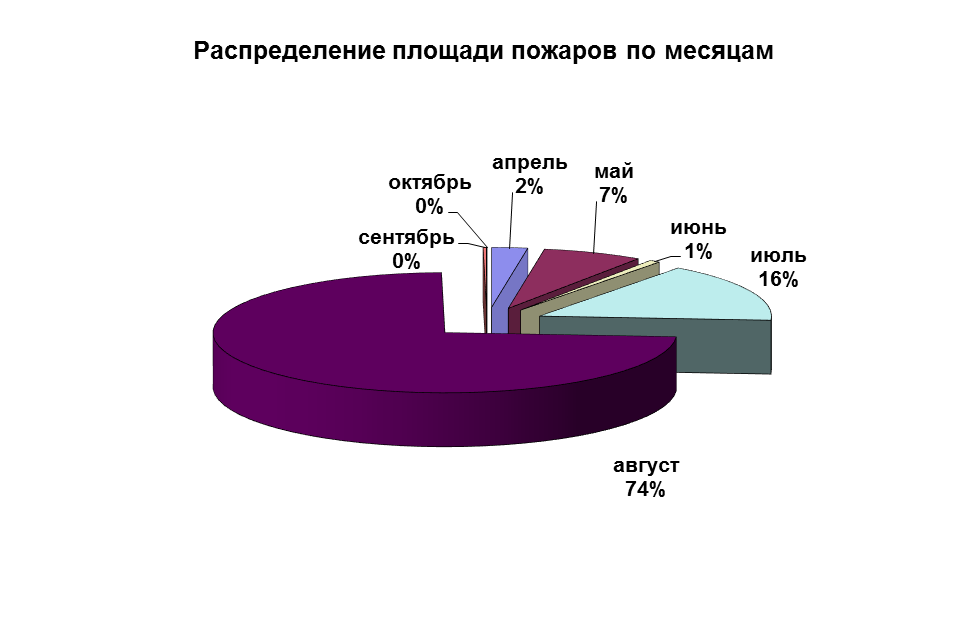 Распределение площади пожаров по месяцам
апрель
2%
май
7%
июнь
1%
июль
16%
август
74%
сентябрь
0%
октябрь
0%